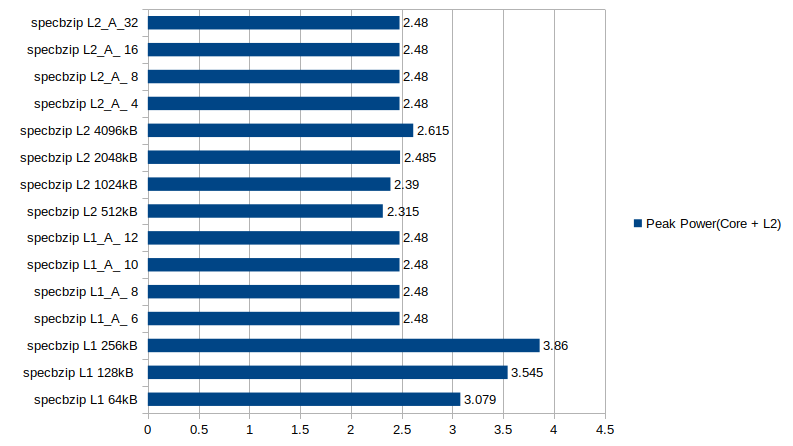 specbzip L2_A_32 2.48
specbzip L2_A_ 16 2.48
specbzip L2_A_ 8 2.48
specbzip L2_A_ 4 2.48
specbzip L2 4096kB 2.615
specbzip L2 2048kB 2.485
specbzip L2 1024kB 2.39
specbzip L2 512kB 2.315
specbzip L1_A_ 12 2.48
specbzip L1_A_ 10 2.48
specbzip L1_A_ 8 2.48
specbzip L1_A_ 6 2.48
specbzip L1 256kB 3.86
specbzip L1 128kB 3.545
specbzip L1 64kB 3.079
0 0.5 1 1.5 2 2.5 3 3.5 4 4.5
Peak Power(Core + L2)